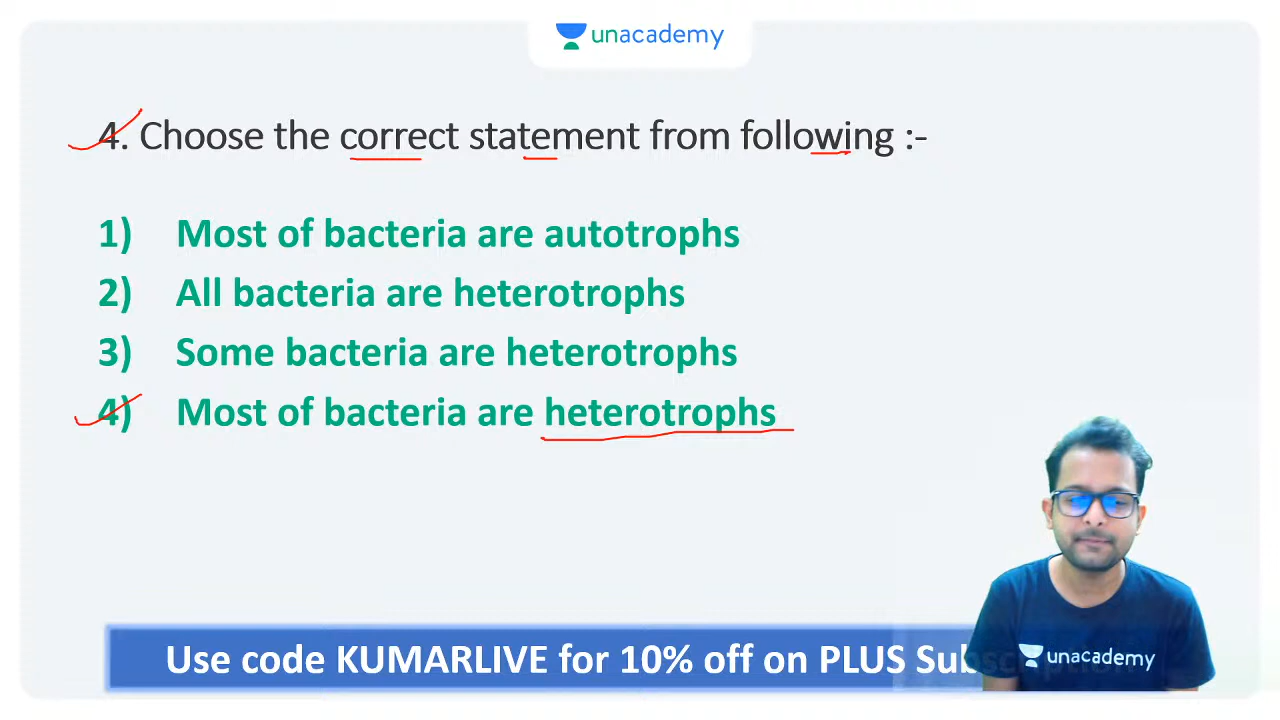 unacademy
4. Choose the correct statement from following :-
1) Most of bacteria are autotrophs
2) All bacteria are heterotrophs
3) Some bacteria are heterotrophs
4) Most of bacteria are heterotrophs
Use code KUMARLIVE for 10% off on PLUS
unacademy